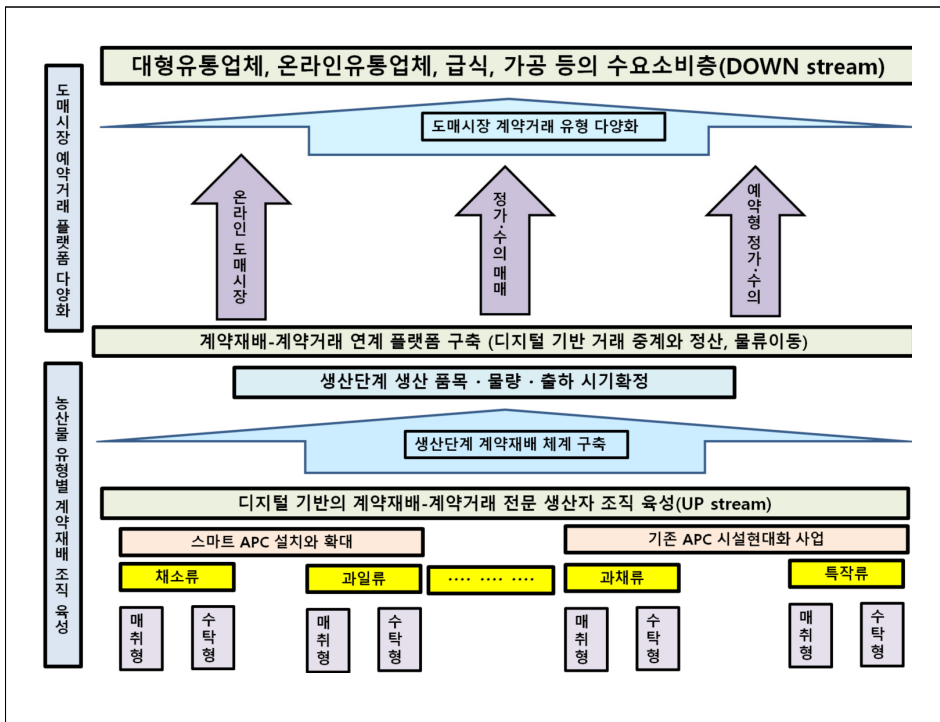 대형유통업체, 온라인유통업체, 급식, 가공 등의 수요소비층(DOWN stream)
도매시장 예약거래 플랫폼 다양화
도매시장 계약거래 유형 다양화
온라인 도매시장
정가·수의 매매
예약형 정가·수의
계약재배-계약거래 연계 플랫폼 구축 (디지털 기반 거래 중계와 정산, 물류이동)
농산물 유형별 계약재배 조직 육성
생산단계 생산 품목 · 물량 · 출하 시기확정
생산단계 계약재배 체계 구축
디지털 기반의 계약재배-계약거래 전문 생산자 조직 육성(UP stream)
스마트 APC 설치와 확대
기존 APC 시설현대화 사업
채소류
과일류
···· ···· ····
과채류
특작류
매취형
수탁형
매취형
수탁형
매취형
수탁형
매취형
수탁형